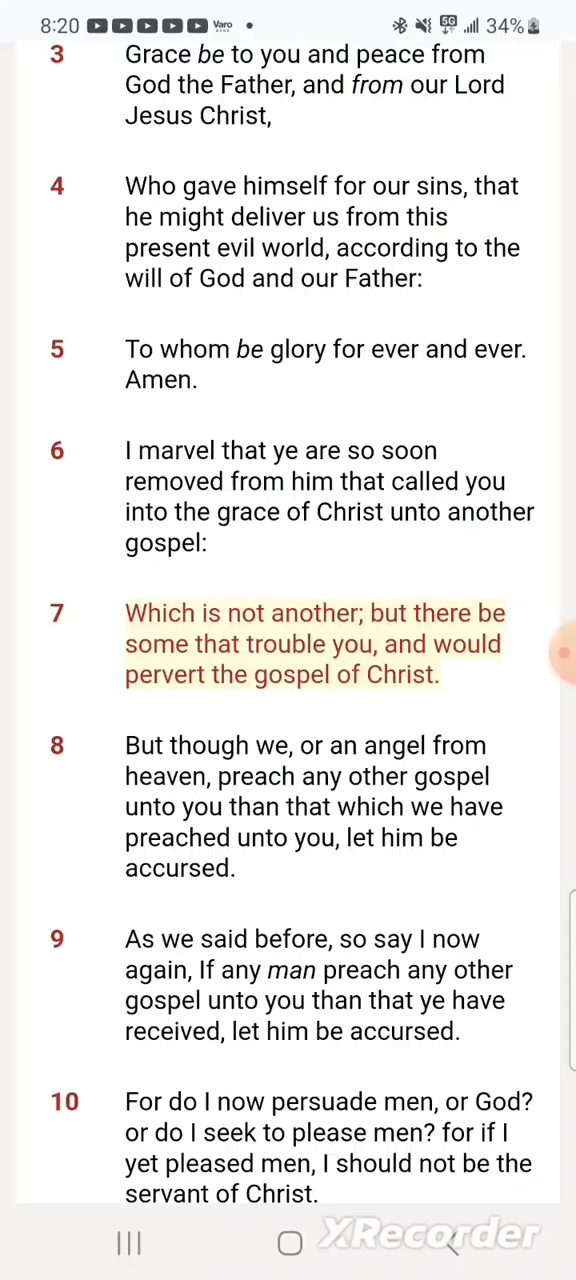 8:20 Varo 5G 34%
3 Grace be to you and peace from
God the Father, and from our Lord
Jesus Christ,
4 Who gave himself for our sins, that
he might deliver us from this
present evil world, according to the
will of God and our Father:
5 To whom be glory for ever and ever.
Amen.
6 I marvel that ye are so soon
removed from him that called you
into the grace of Christ unto another
gospel:
7 Which is not another; but there be
some that trouble you, and would
pervert the gospel of Christ.
8 But though we, or an angel from
heaven, preach any other gospel
unto you than that which we have
preached unto you, let him be
accursed.
9 As we said before, so say I now
again, If any man preach any other
gospel unto you than that ye have
received, let him be accursed.
10 For do I now persuade men, or God?
or do I seek to please men? for if I
yet pleased men, I should not be the
servant of Christ.
XRecorder